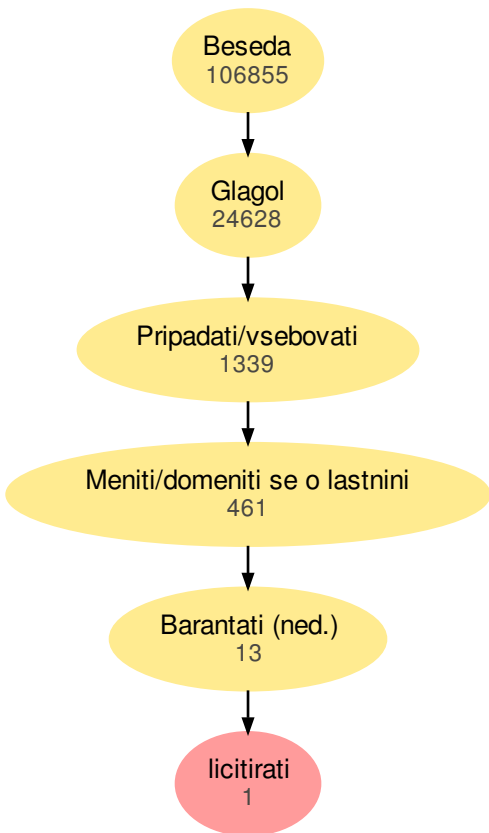 Beseda
106855
Glagol
24628
Pripadati/vsebovati
1339
Meniti/domeniti se o lastnini
461
Barantati (ned.)
13
licitirati
1